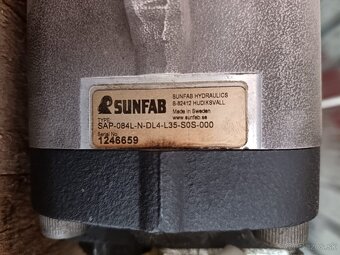 SUNFAB
SUNFAB HYDRAULICS
S-82412 HUDIKSVALL
Made in Sweden
www.sunfab.se
TYPE
SAP-084L-N-DL4-L35-S0S-000
Serial No.
1246659